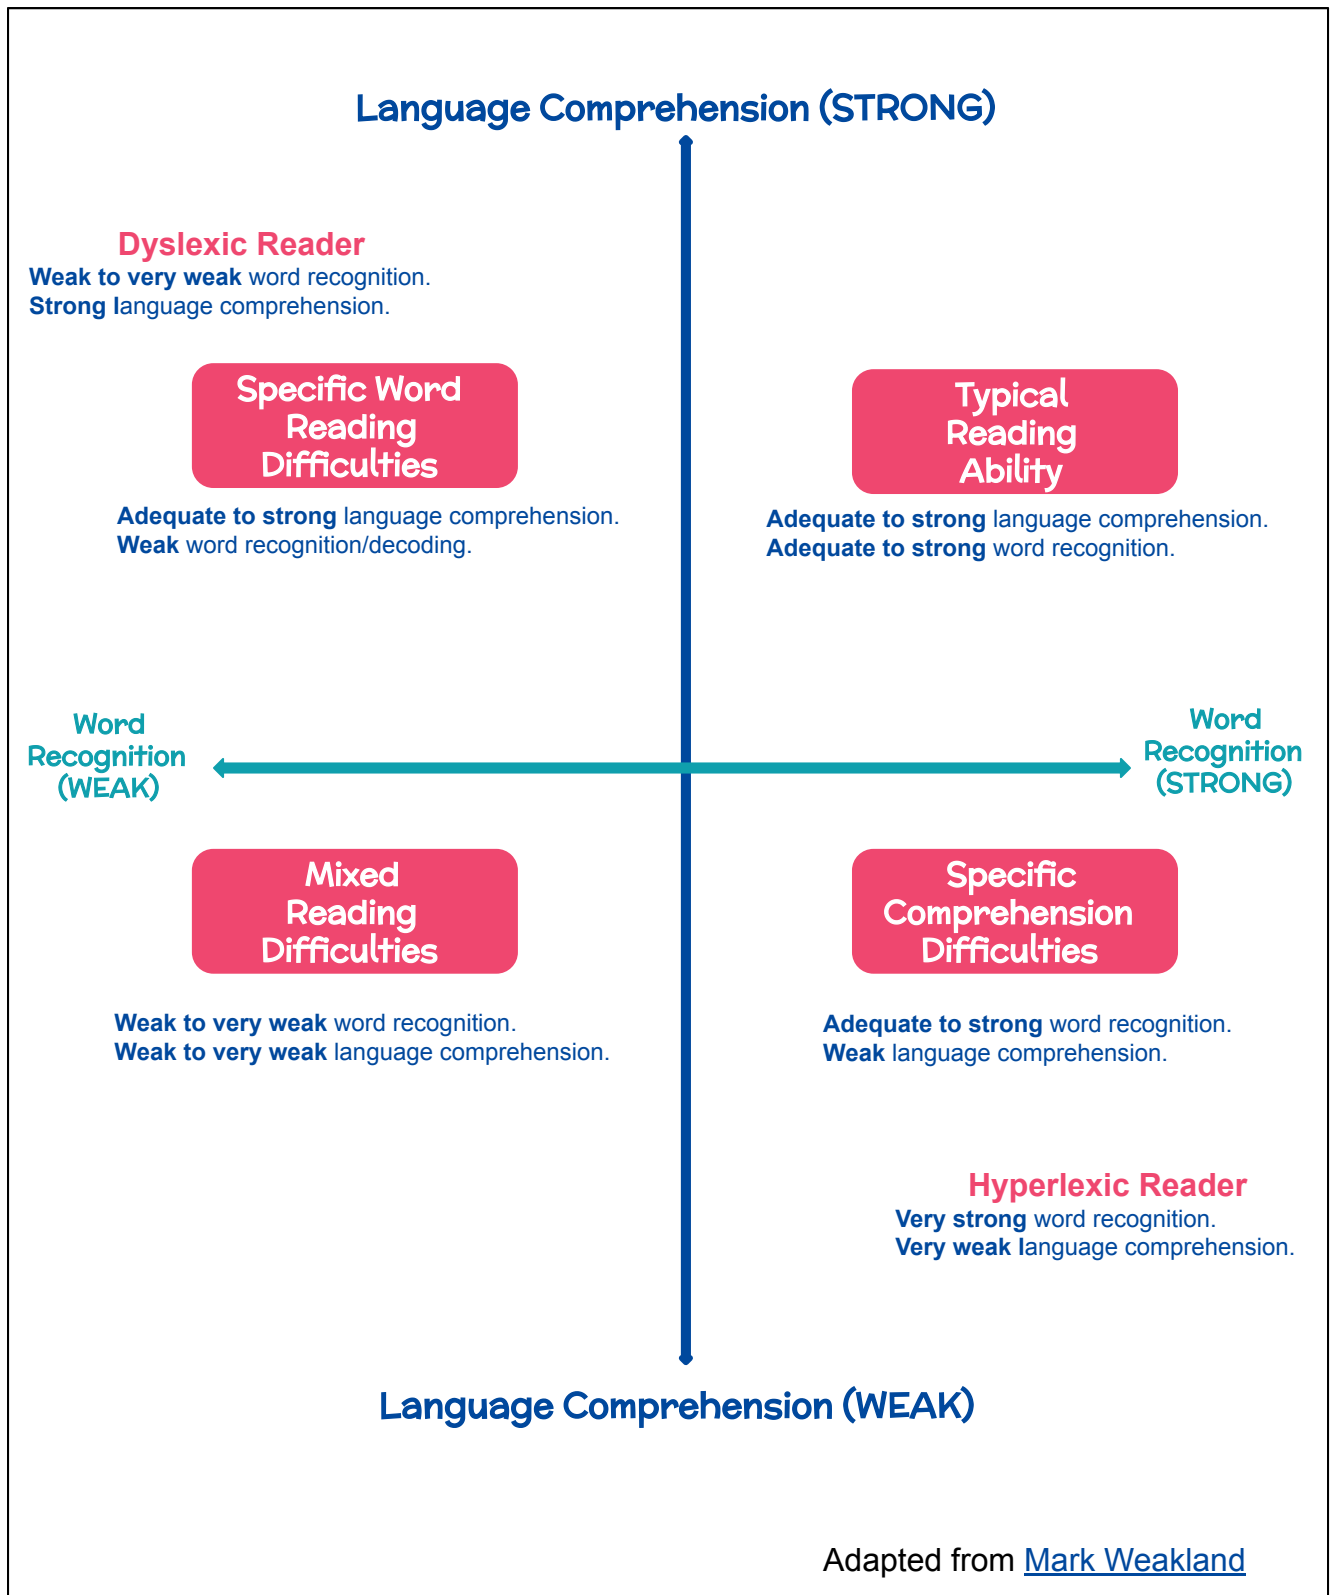 Language Comprehension (STRONG)
Dyslexic Reader
Weak to very weak word recognition.
Strong language comprehension.
Specific Word
Reading
Difficulties
Adequate to strong language comprehension.
Weak word recognition/decoding.
Typical
Reading
Ability
Adequate to strong language comprehension.
Adequate to strong word recognition.
Word
Recognition
(WEAK)
Word
Recognition
(STRONG)
Mixed
Reading
Difficulties
Weak to very weak word recognition.
Weak to very weak language comprehension.
Specific
Comprehension
Difficulties
Adequate to strong word recognition.
Weak language comprehension.
Hyperlexic Reader
Very strong word recognition.
Very weak language comprehension.
Language Comprehension (WEAK)
Adapted from Mark Weakland